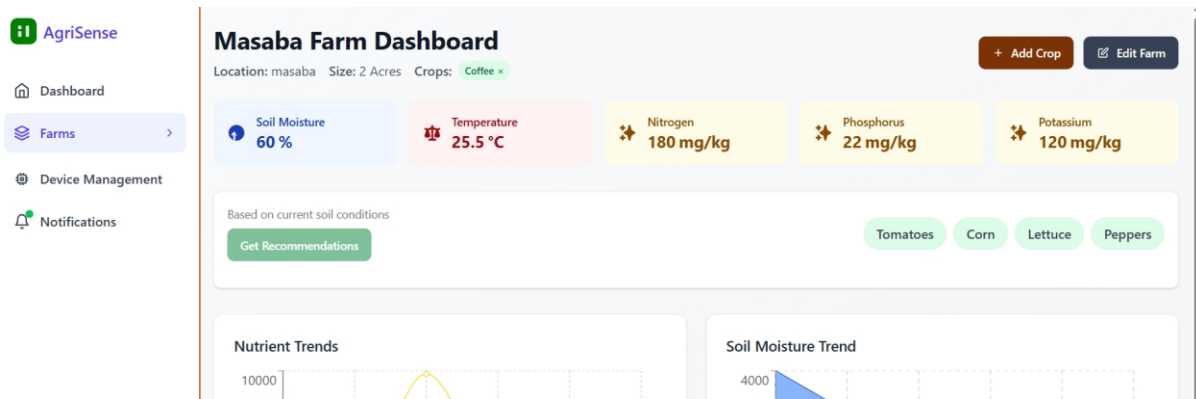 AgriSense
Dashboard
Farms
Device Management
Notifications
Masaba Farm Dashboard
Location: masaba Size: 2 Acres Crops: Coffee ×
+ Add Crop
Edit Farm
Soil Moisture
60 %
Temperature
25.5 °C
Nitrogen
180 mg/kg
Phosphorus
22 mg/kg
Potassium
120 mg/kg
Based on current soil conditions
Get Recommendations
Tomatoes Corn Lettuce Peppers
Nutrient Trends
10000
Soil Moisture Trend
4000